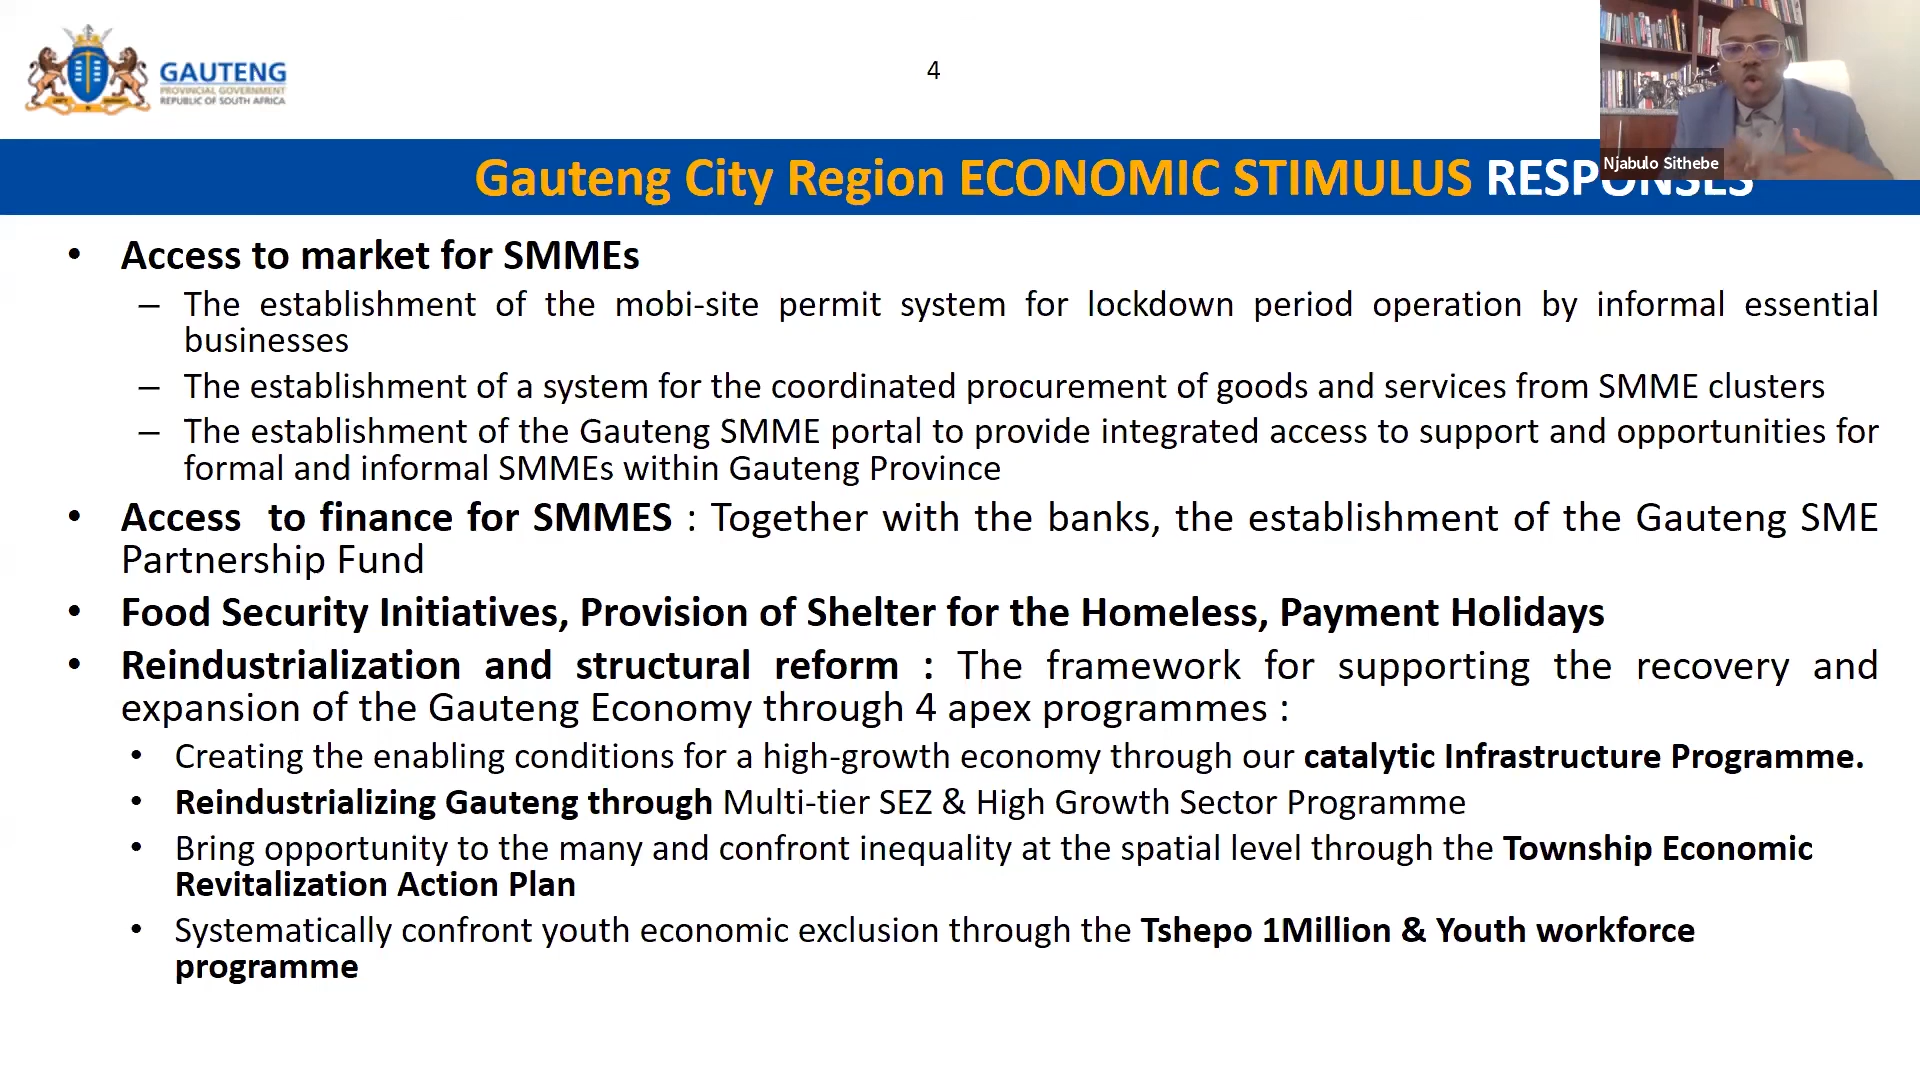 GAUTENG
PROVINCIAL GOVERNMENT
REPUBLIC OF SOUTH AFRICA
4
Njabulo Sithebe
Gauteng City Region ECONOMIC STIMULUS RESPONSES
• Access to market for SMMEs
– The establishment of the mobi-site permit system for lockdown period operation by informal essential
businesses
– The establishment of a system for the coordinated procurement of goods and services from SMME clusters
– The establishment of the Gauteng SMME portal to provide integrated access to support and opportunities for
formal and informal SMMEs within Gauteng Province
• Access to finance for SMMES : Together with the banks, the establishment of the Gauteng SME
Partnership Fund
• Food Security Initiatives, Provision of Shelter for the Homeless, Payment Holidays
• Reindustrialization and structural reform : The framework for supporting the recovery and
expansion of the Gauteng Economy through 4 apex programmes :
• Creating the enabling conditions for a high-growth economy through our catalytic Infrastructure Programme.
• Reindustrializing Gauteng through Multi-tier SEZ & High Growth Sector Programme
• Bring opportunity to the many and confront inequality at the spatial level through the Township Economic
Revitalization Action Plan
• Systematically confront youth economic exclusion through the Tshepo 1Million & Youth workforce
programme